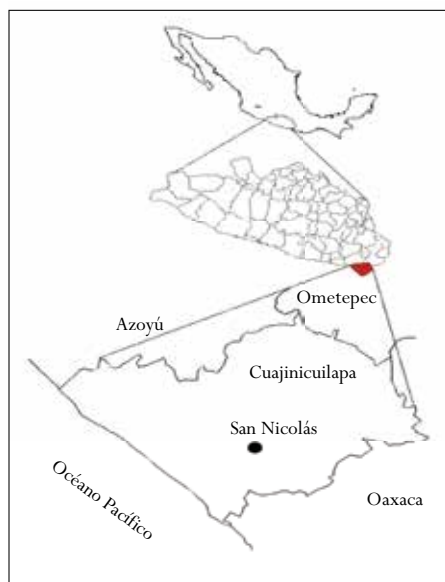 Ometepec
Azoyú
Cuajinicuilapa
San Nicolás
Océano Pacífico
Oaxaca